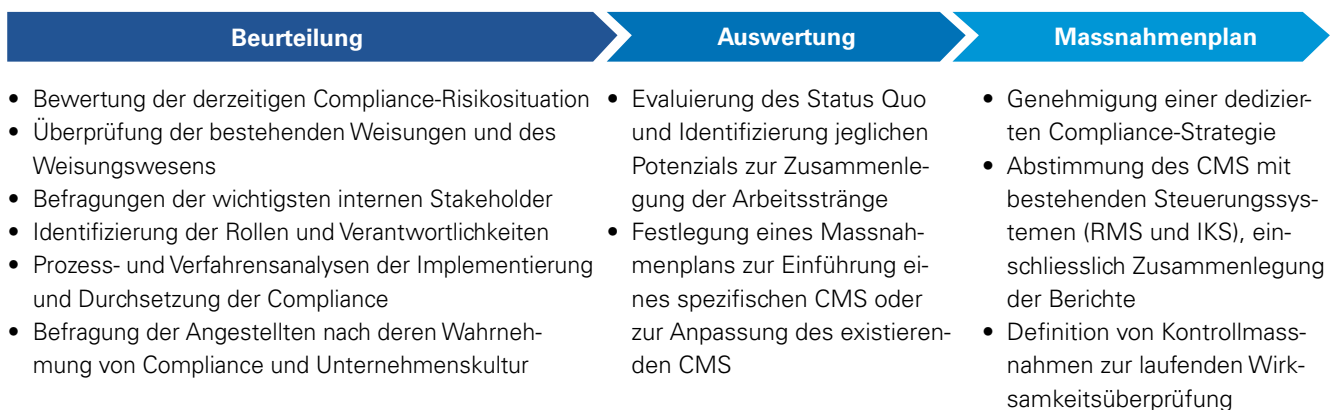 Beurteilung
Auswertung
Massnahmenplan
• Bewertung der derzeitigen Compliance-Risikosituation
• Überprüfung der bestehenden Weisungen und des
Weisungswesens
• Befragungen der wichtigsten internen Stakeholder
• Identifizierung der Rollen und Verantwortlichkeiten
• Prozess- und Verfahrensanalysen der Implementierung
und Durchsetzung der Compliance
• Befragung der Angestellten nach deren Wahrneh-
mung von Compliance und Unternehmenskultur
• Evaluierung des Status Quo
und Identifizierung jeglichen
Potenzials zur Zusammenle-
gung der Arbeitsstränge
• Festlegung eines Massnah-
menplans zur Einführung ei-
nes spezifischen CMS oder
zur Anpassung des existieren-
den CMS
• Genehmigung einer dedizier-
ten Compliance-Strategie
• Abstimmung des CMS mit
bestehenden Steuerungssys-
temen (RMS und IKS), ein-
schliesslich Zusammenlegung
der Berichte
• Definition von Kontrollmass-
nahmen zur laufenden Wirk-
samkeitsüberprüfung